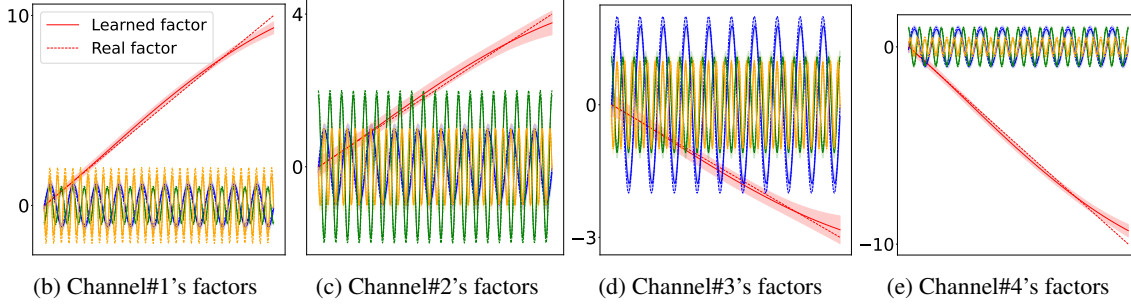 10
0
Learned factor
Real factor
(b) Channel#1's factors
4
0
(c) Channel#2's factors
0
−3
(d) Channel#3's factors
0
−10
(e) Channel#4's factors